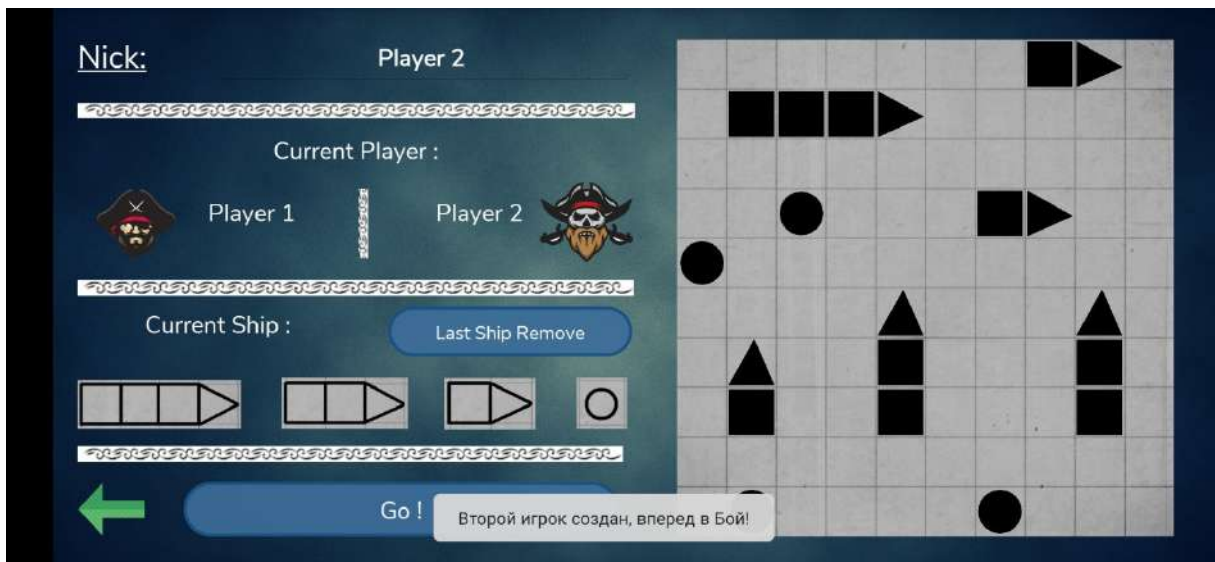 Nick:
Player 2
Current Player :
Player 1
Player 2
Current Ship :
Last Ship Remove
Go !
Второй игрок создан, вперед в Бой!